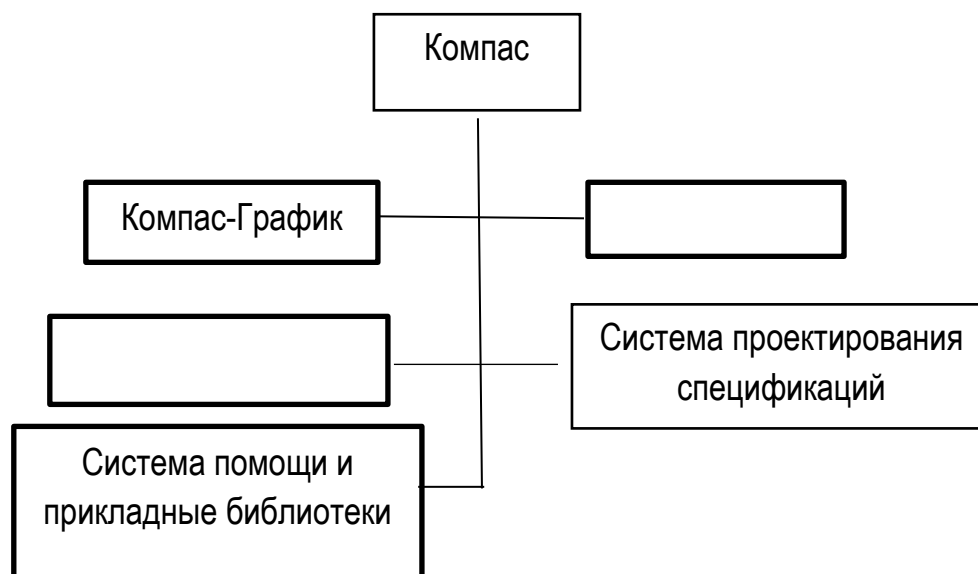 Компас
Компас-График
Система проектирования
спецификаций
Система помощи и
прикладные библиотеки